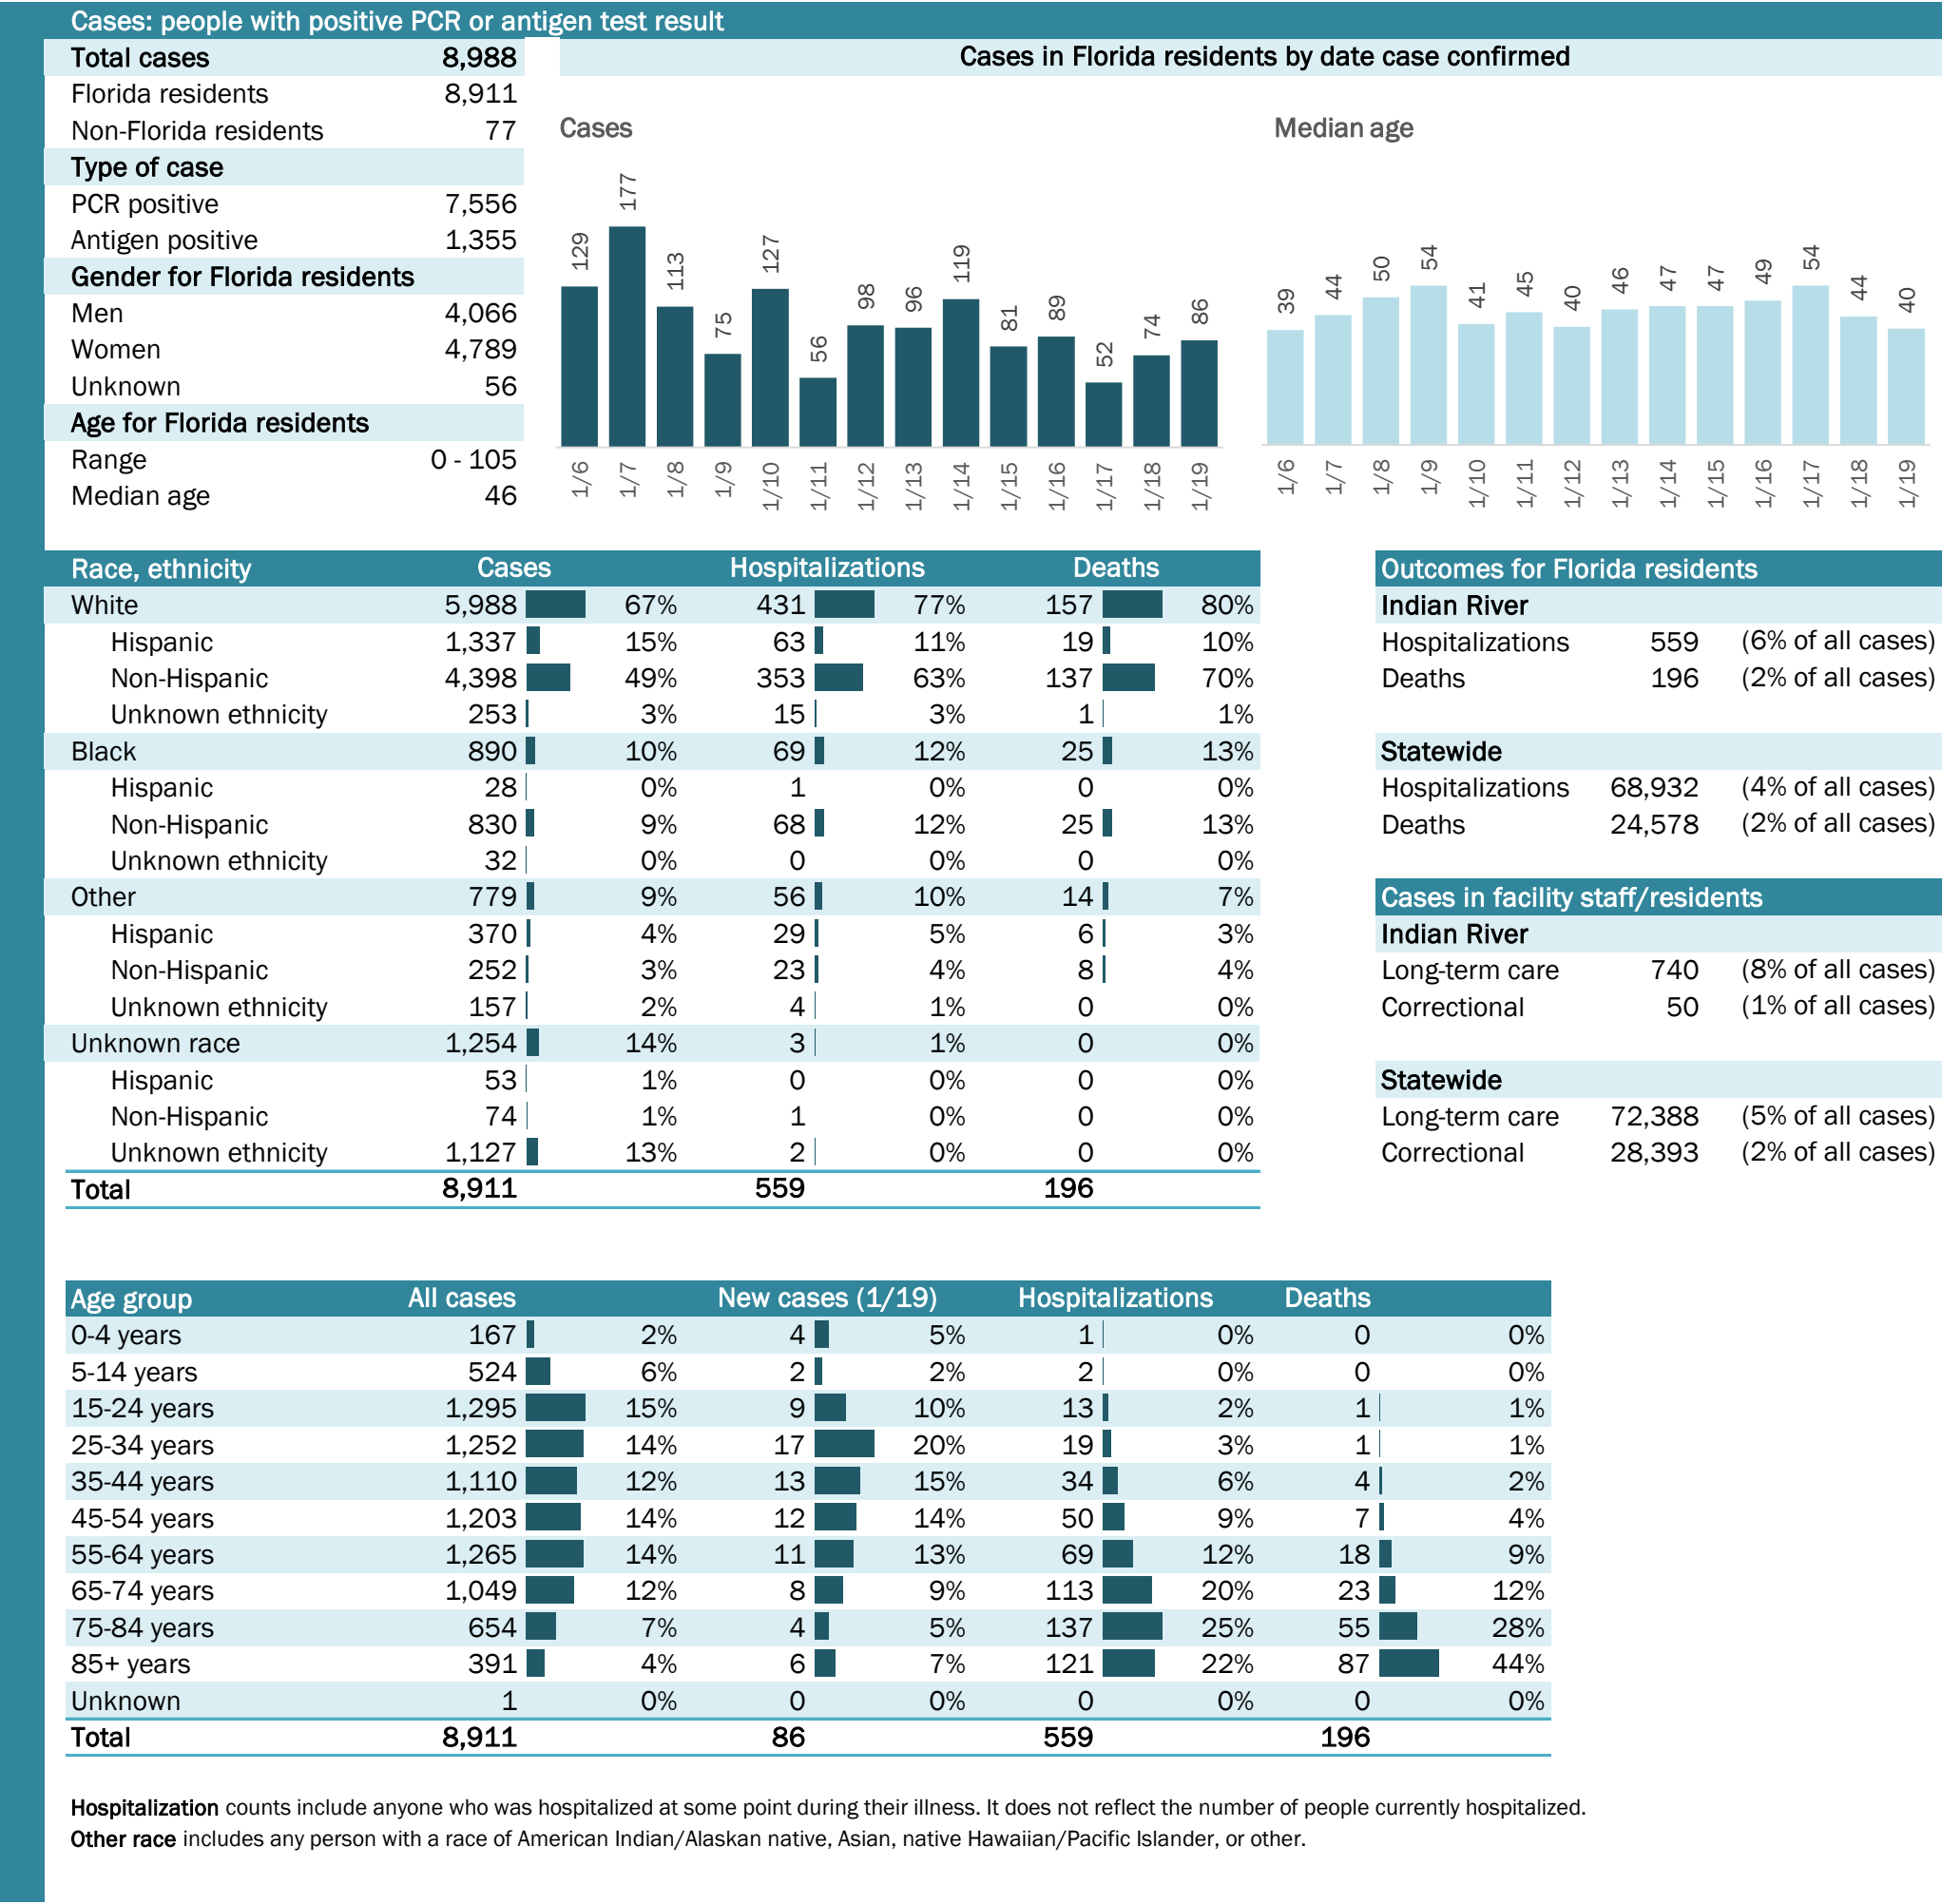 Cases: people with positive PCR or antigen test result
Total cases 8,988
Florida residents 8,911
Non-Florida residents 77
Type of case
PCR positive 7,556
Antigen positive 1,355
Gender for Florida residents
Men 4,066
Women 4,789
Unknown 56
Age for Florida residents
Range 0 - 105
Median age 46
Cases in Florida residents by date case confirmed
Cases
129 177 113 75 127 56 98 96 119 81 89 52 74 86
1/6 1/7 1/8 1/9 1/10 1/11 1/12 1/13 1/14 1/15 1/16 1/17 1/18 1/19
Median age
39 44 50 54 41 45 40 46 47 47 49 54 44 40
1/6 1/7 1/8 1/9 1/10 1/11 1/12 1/13 1/14 1/15 1/16 1/17 1/18 1/19
Race, ethnicity Cases Hospitalizations Deaths
White 5,988 67% 431 77% 157 80%
Hispanic 1,337 15% 63 11% 19 10%
Non-Hispanic 4,398 49% 353 63% 137 70%
Unknown ethnicity 253 3% 15 3% 1 1%
Black 890 10% 69 12% 25 13%
Hispanic 28 0% 1 0% 0 0%
Non-Hispanic 830 9% 68 12% 25 13%
Unknown ethnicity 32 0% 0 0% 0 0%
Other 779 9% 56 10% 14 7%
Hispanic 370 4% 29 5% 6 3%
Non-Hispanic 252 3% 23 4% 8 4%
Unknown ethnicity 157 2% 4 1% 0 0%
Unknown race 1,254 14% 3 1% 0 0%
Hispanic 53 1% 0 0% 0 0%
Non-Hispanic 74 1% 1 0% 0 0%
Unknown ethnicity 1,127 13% 2 0% 0 0%
Total 8,911 559 196
Outcomes for Florida residents
Indian River
Hospitalizations 559 (6% of all cases)
Deaths 196 (2% of all cases)
Statewide
Hospitalizations 68,932 (4% of all cases)
Deaths 24,578 (2% of all cases)
Cases in facility staff/residents
Indian River
Long-term care 740 (8% of all cases)
Correctional 50 (1% of all cases)
Statewide
Long-term care 72,388 (5% of all cases)
Correctional 28,393 (2% of all cases)
Age group All cases New cases (1/19) Hospitalizations Deaths
0-4 years 167 2% 4 5% 1 0% 0 0%
5-14 years 524 6% 2 2% 2 0% 0 0%
15-24 years 1,295 15% 9 10% 13 2% 1 1%
25-34 years 1,252 14% 17 20% 19 3% 1 1%
35-44 years 1,110 12% 13 15% 34 6% 4 2%
45-54 years 1,203 14% 12 14% 50 9% 7 4%
55-64 years 1,265 14% 11 13% 69 12% 18 9%
65-74 years 1,049 12% 8 9% 113 20% 23 12%
75-84 years 654 7% 4 5% 137 25% 55 28%
85+ years 391 4% 6 7% 121 22% 87 44%
Unknown 1 0% 0 0% 0 0% 0 0%
Total 8,911 86 559 196
Hospitalization counts include anyone who was hospitalized at some point during their illness. It does not reflect the number of people currently hospitalized.
Other race includes any person with a race of American Indian/Alaskan native, Asian, native Hawaiian/Pacific Islander, or other.